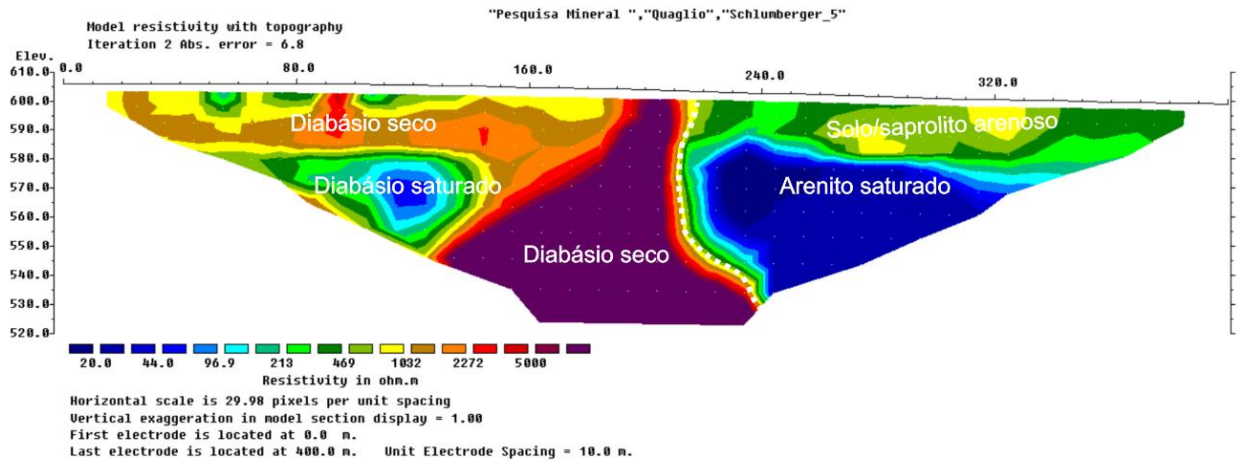 "Pesquisa Mineral ","Quaglio","Schlumberger_5"
Model resistivity with topography
Iteration 2 Abs. error = 6.8
Elev.
0.0 80.0 160.0 240.0 320.0
610.0
600.0
590.0
580.0
570.0
560.0
550.0
540.0
530.0
520.0
Diabásio seco
Solo/saprolito arenoso
Diabásio saturado
Arenito saturado
Diabásio seco
20.0 44.0 96.9 213 469 1032 2272 5000
Resistivity in ohm.m
Horizontal scale is 29.98 pixels per unit spacing
Vertical exaggeration in model section display = 1.00
First electrode is located at 0.0 m.
Last electrode is located at 400.0 m. Unit Electrode Spacing = 10.0 m.